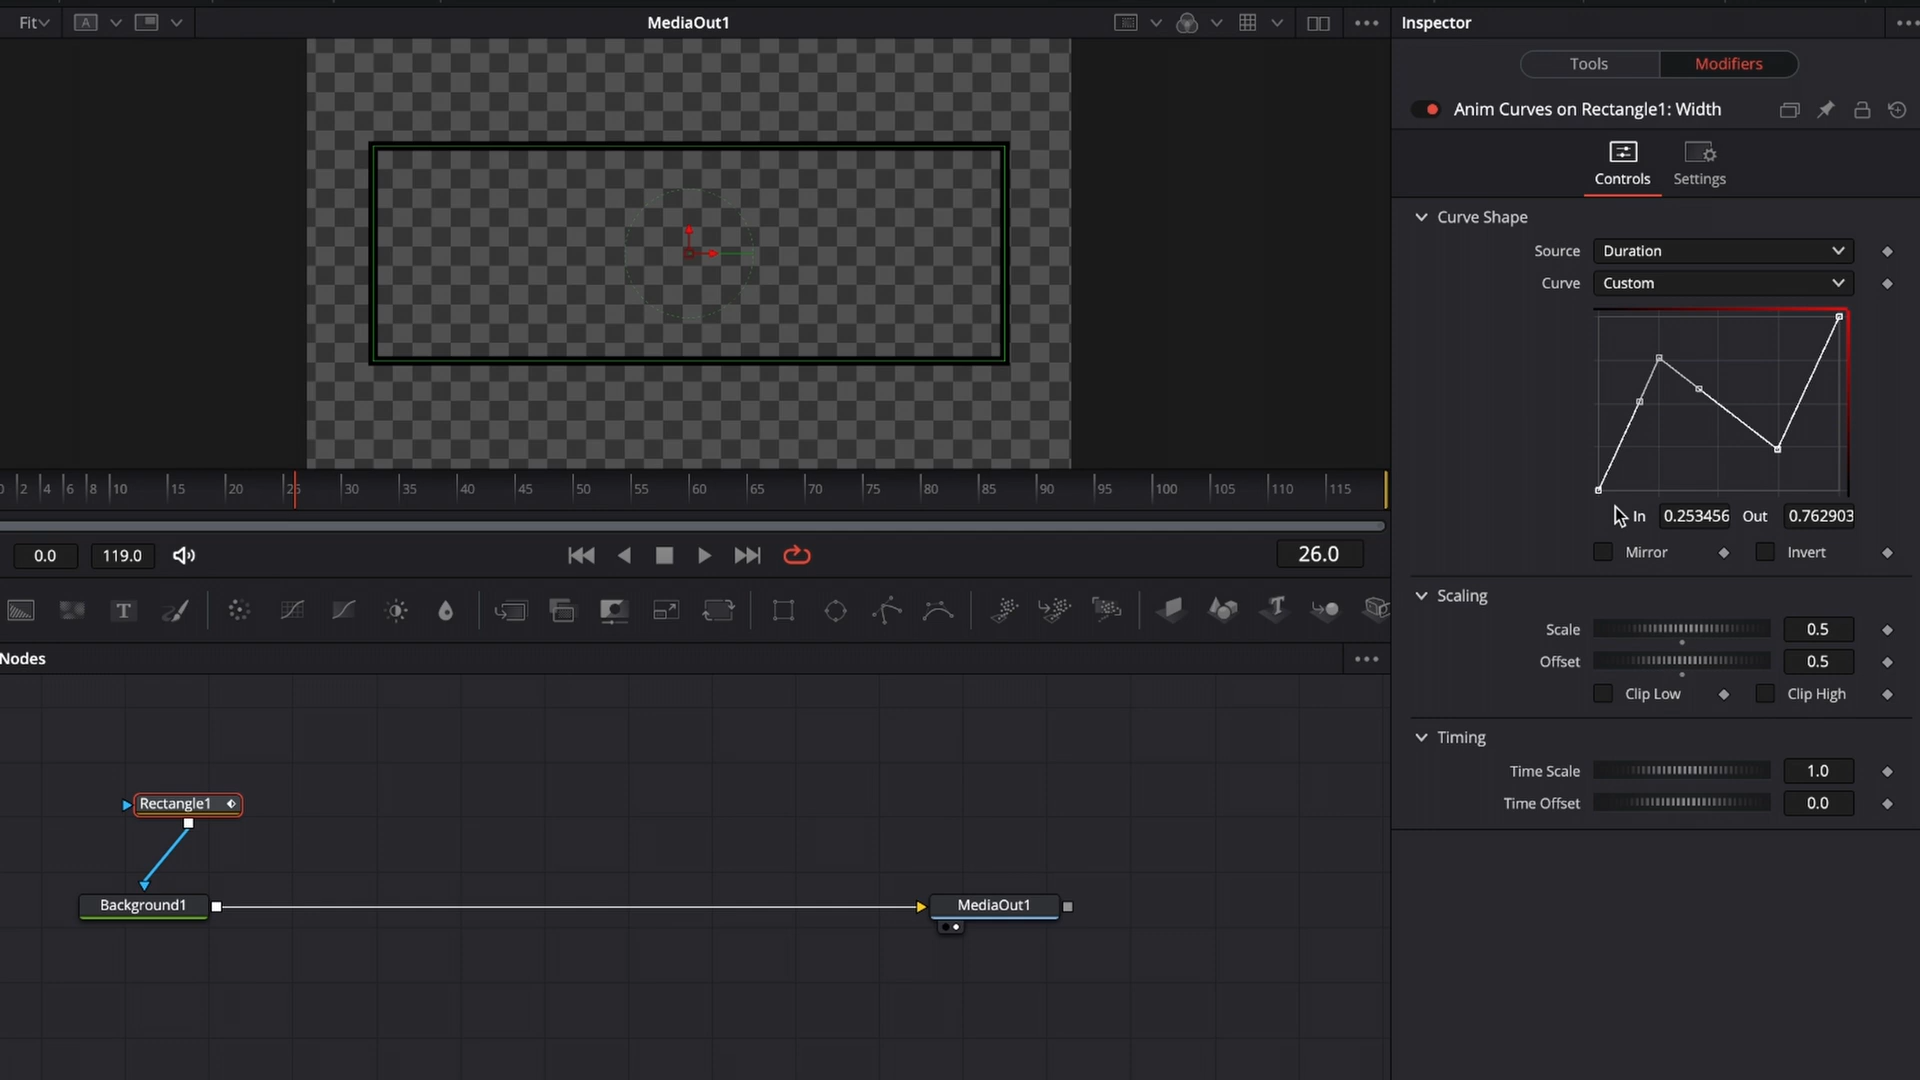 Fit A MediaOut1 Inspector
Tools Modifiers
Anim Curves on Rectangle1: Width
Controls Settings
Curve Shape
Source Duration
Curve Custom
In 0.253456 Out 0.762903
Mirror Invert
Scaling
Scale 0.5
Offset 0.5
Clip Low Clip High
Timing
Time Scale 1.0
Time Offset 0.0
0 2 4 6 8 10 15 20 25 30 35 40 45 50 55 60 65 70 75 80 85 90 95 100 105 110 115
0.0 119.0 26.0
T T
Nodes
Rectangle1
Background1 MediaOut1